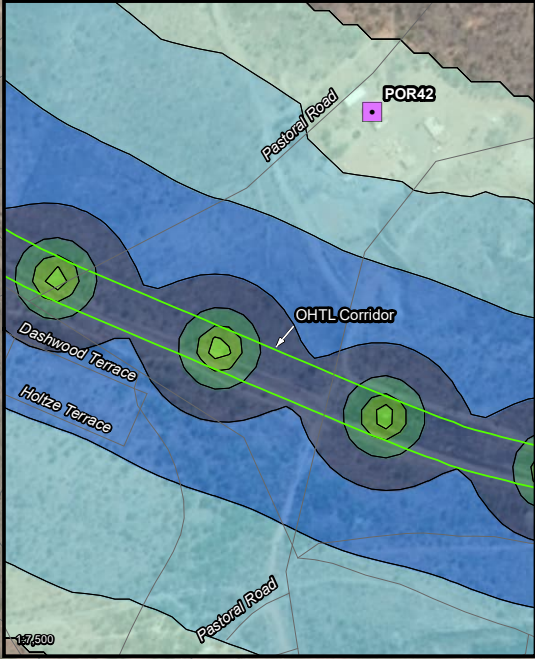 POR42
Pastoral Road
OHTL Corridor
Dashwood Terrace
Holtze Terrace
Pastoral Road
1:7,500